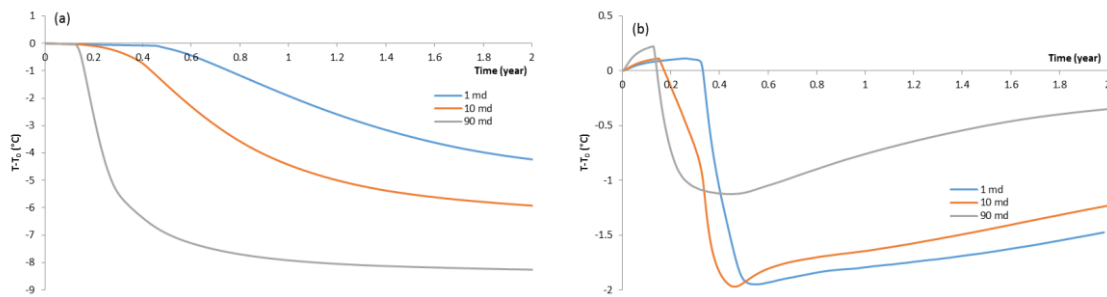 (a)
1
0
-1
-2
-3
-4
-5
-6
-7
-8
-9
0 0.2 0.4 0.6 0.8 1 1.2 1.4 1.6 1.8 2
Time (year)
T-T₀ (°C)
1 md
10 md
90 md
(b)
0.5
0
-0.5
-1
-1.5
-2
0 0.2 0.4 0.6 0.8 1 1.2 1.4 1.6 1.8 2
Time (year)
T-T₀ (°C)
1 md
10 md
90 md